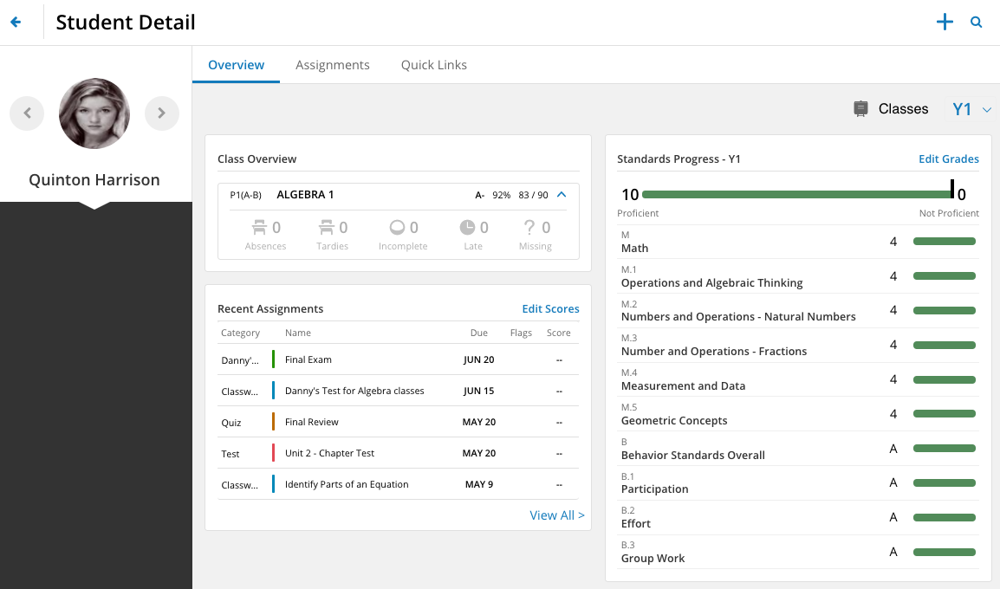 Student Detail
Overview Assignments Quick Links
Classes Y1
Quinton Harrison
Class Overview
P1(A-B) ALGEBRA 1 A- 92% 83 / 90
0 0 0 0 0
Absences Tardies Incomplete Late Missing
Recent Assignments Edit Scores
Category Name Due Flags Score
Danny'... Final Exam JUN 20 --
Classw... Danny's Test for Algebra classes JUN 15 --
Quiz Final Review MAY 20 --
Test Unit 2 - Chapter Test MAY 20 --
Classw... Identify Parts of an Equation MAY 9 --
View All >
Standards Progress - Y1 Edit Grades
10 0
Proficient Not Proficient
M
Math 4
M.1
Operations and Algebraic Thinking 4
M.2
Numbers and Operations - Natural Numbers 4
M.3
Number and Operations - Fractions 4
M.4
Measurement and Data 4
M.5
Geometric Concepts 4
B
Behavior Standards Overall A
B.1
Participation A
B.2
Effort A
B.3
Group Work A